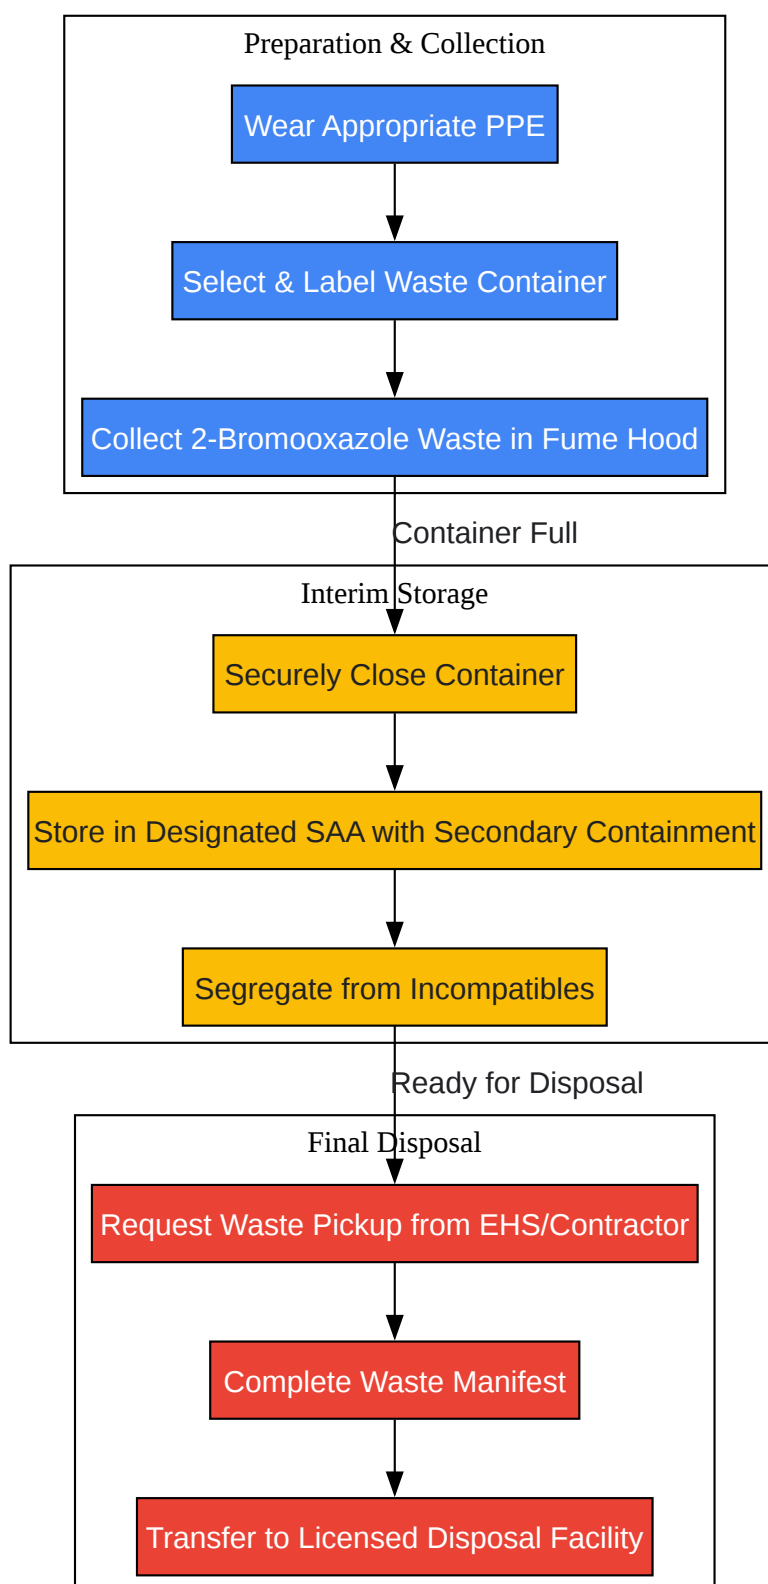 Preparation & Collection
Wear Appropriate PPE
Select & Label Waste Container
Collect 2-Bromooxazole Waste in Fume Hood
Container Full
Interim Storage
Securely Close Container
Store in Designated SAA with Secondary Containment
Segregate from Incompatibles
Ready for Disposal
Final Disposal
Request Waste Pickup from EHS/Contractor
Complete Waste Manifest
Transfer to Licensed Disposal Facility